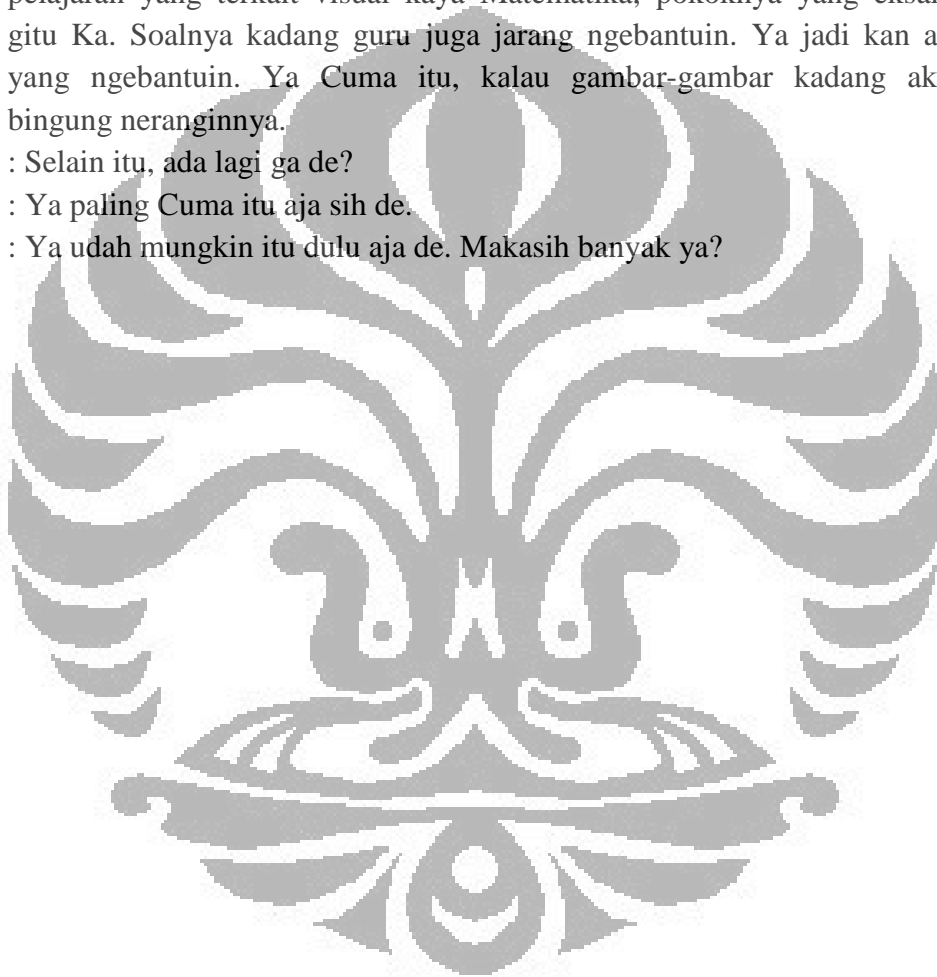 pelajaran yang terkait visual kaya Matematika, pokoknya yang
gitu Ka. Soalnya kadang guru juga jarang ngebantuin. Ya jadi kan
yang ngebantuin. Ya Cuma itu, kalau gambar-gambar kadang
bingung neranginnya.
: Selain itu, ada lagi ga de?
: Ya paling Cuma itu aja sih de.
: Ya udah mungkin itu dulu aja de. Makasih banyak ya?